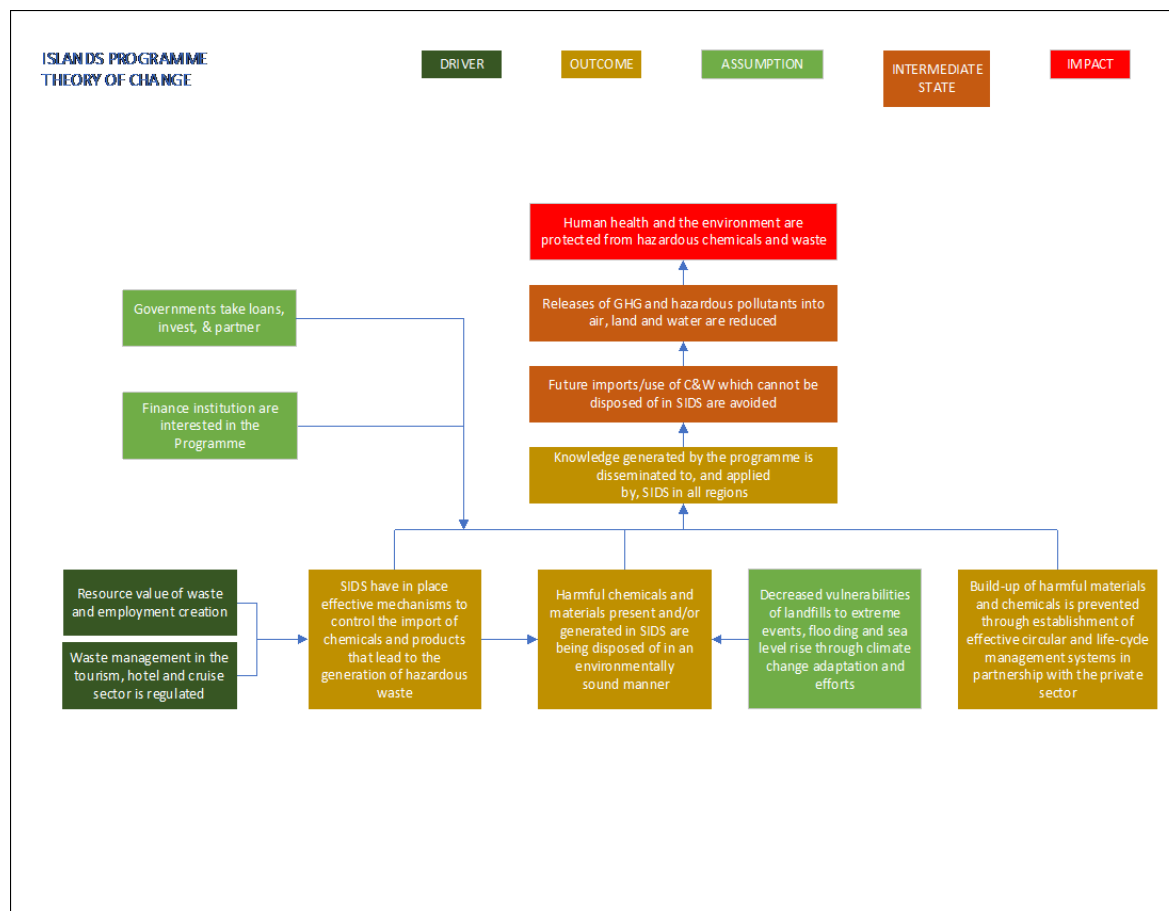 ISLANDS PROGRAMME
THEORY OF CHANGE
DRIVER
OUTCOME
ASSUMPTION
INTERMEDIATE
STATE
IMPACT
Human health and the environment are
protected from hazardous chemicals and waste
Governments take loans,
invest, & partner
Releases of GHG and hazardous pollutants into
air, land and water are reduced
Finance institution are
interested in the
Programme
Future imports/use of C&W which cannot be
disposed of in SIDS are avoided
Knowledge generated by the programme is
disseminated to, and applied
by, SIDS in all regions
Resource value of waste
and employment creation
Waste management in the
tourism, hotel and cruise
sector is regulated
SIDS have in place
effective mechanisms to
control the import of
chemicals and products
that lead to the
generation of hazardous
waste
Harmful chemicals and
materials present and/or
generated in SIDS are
being disposed of in an
environmentally
sound manner
Decreased vulnerabilities
of landfills to extreme
events, flooding and sea
level rise through climate
change adaptation and
efforts
Build-up of harmful materials
and chemicals is prevented
through establishment of
effective circular and life-cycle
management systems in
partnership with the private
sector